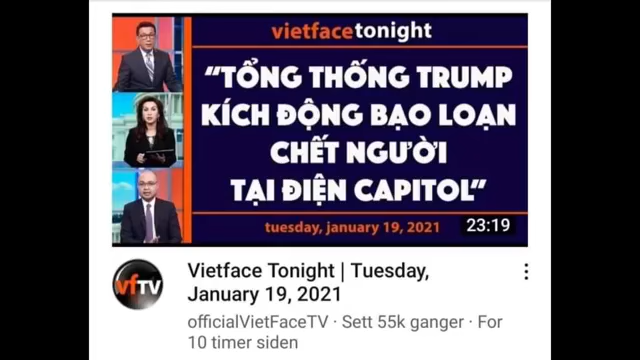 vietfacetonight
“TỔNG THỐNG TRUMP
KÍCH ĐỘNG BẠO LOẠN
CHẾT NGƯỜI
TẠI ĐIỆN CAPITOL”
tuesday, january 19, 2021
23:19
vfTV
Vietface Tonight | Tuesday,
January 19, 2021
officialVietFaceTV · Sett 55k ganger · For
10 timer siden